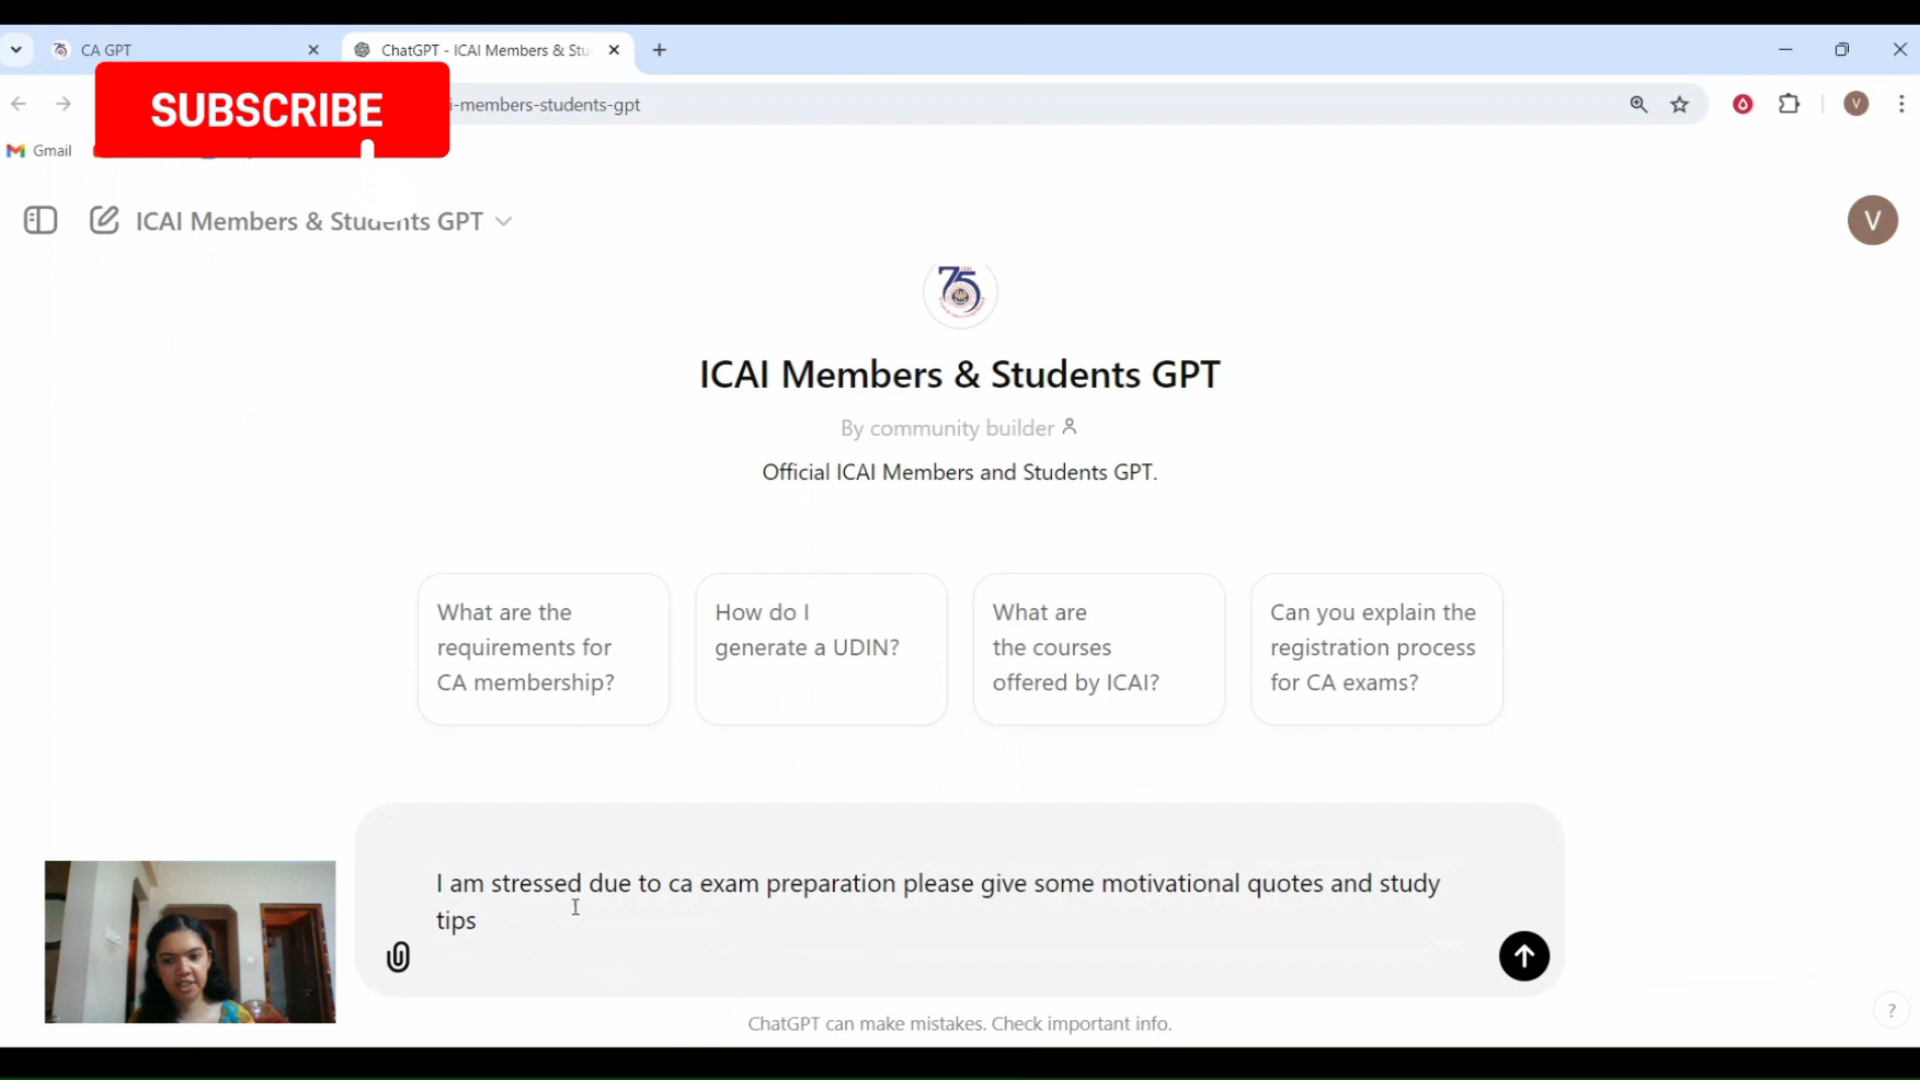 CA GPT
ChatGPT - ICAI Members & Stu
SUBSCRIBE
-members-students-gpt
Gmail
V
ICAI Members & Students GPT
V
75
ICAI Members & Students GPT
By community builder
Official ICAI Members and Students GPT.
What are the
requirements for
CA membership?
How do I
generate a UDIN?
What are
the courses
offered by ICAI?
Can you explain the
registration process
for CA exams?
I am stressed due to ca exam preparation please give some motivational quotes and study
tips
ChatGPT can make mistakes. Check important info.
?